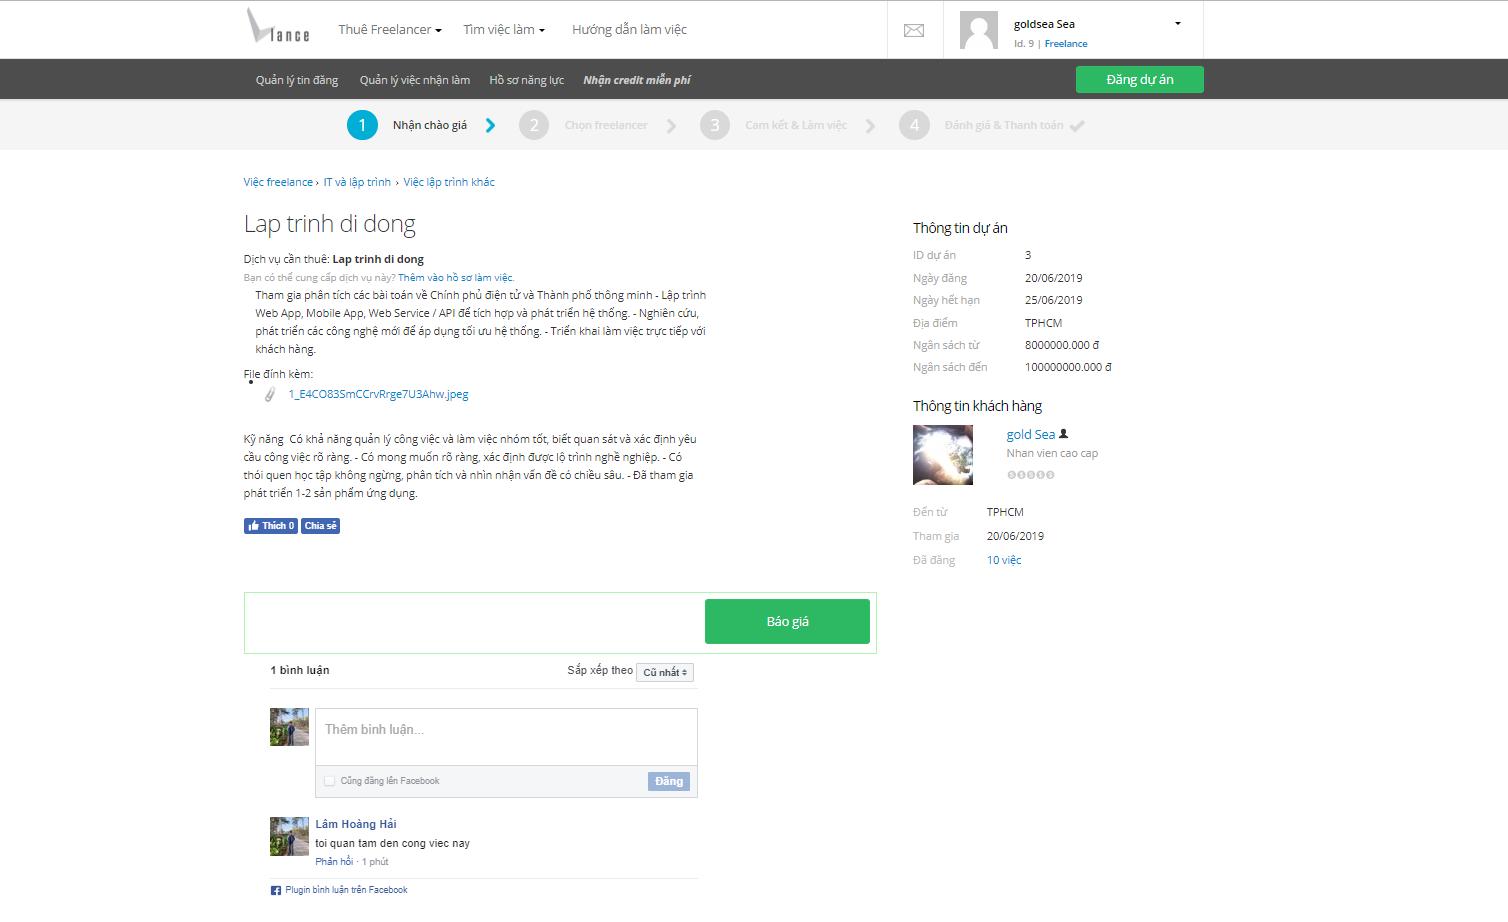 lance
Thuê Freelancer
Tìm việc làm
Hướng dẫn làm việc
goldsea Sea
Id. 9 | Freelance
Quản lý tin đăng
Quản lý việc nhận làm
Hồ sơ năng lực
Nhận credit miễn phí
Đăng dự án
1 Nhận chào giá
2 Chọn freelancer
3 Cam kết & Làm việc
4 Đánh giá & Thanh toán
Việc freelance › IT và lập trình › Việc lập trình khác
Lap trinh di dong
Dịch vụ cần thuê: Lap trinh di dong
Bạn có thể cung cấp dịch vụ này? Thêm vào hồ sơ làm việc.
Tham gia phân tích các bài toán về Chính phủ điện tử và Thành phố thông minh - Lập trình
Web App, Mobile App, Web Service / API để tích hợp và phát triển hệ thống. - Nghiên cứu,
phát triển các công nghệ mới để áp dụng tối ưu hệ thống. - Triển khai làm việc trực tiếp với
khách hàng.
File đính kèm:
1_E4CO83SmCCrvRrge7U3Ahw.jpeg
Kỹ năng Có khả năng quản lý công việc và làm việc nhóm tốt, biết quan sát và xác định yêu
cầu công việc rõ ràng. - Có mong muốn rõ ràng, xác định được lộ trình nghề nghiệp. - Có
thói quen học tập không ngừng, phân tích và nhìn nhận vấn đề có chiều sâu. - Đã tham gia
phát triển 1-2 sản phẩm ứng dụng.
Thích 0
Chia sẻ
Thông tin dự án
ID dự án 3
Ngày đăng 20/06/2019
Ngày hết hạn 25/06/2019
Địa điểm TPHCM
Ngân sách từ 8000000.000 đ
Ngân sách đến 100000000.000 đ
Thông tin khách hàng
gold Sea
Nhan vien cao cap
Đến từ TPHCM
Tham gia 20/06/2019
Đã đăng 10 việc
Báo giá
1 bình luận
Sắp xếp theo Cũ nhất
Thêm bình luận...
Cũng đăng lên Facebook
Đăng
Lâm Hoàng Hải
toi quan tam den cong viec nay
Phản hồi · 1 phút
Plugin bình luận trên Facebook